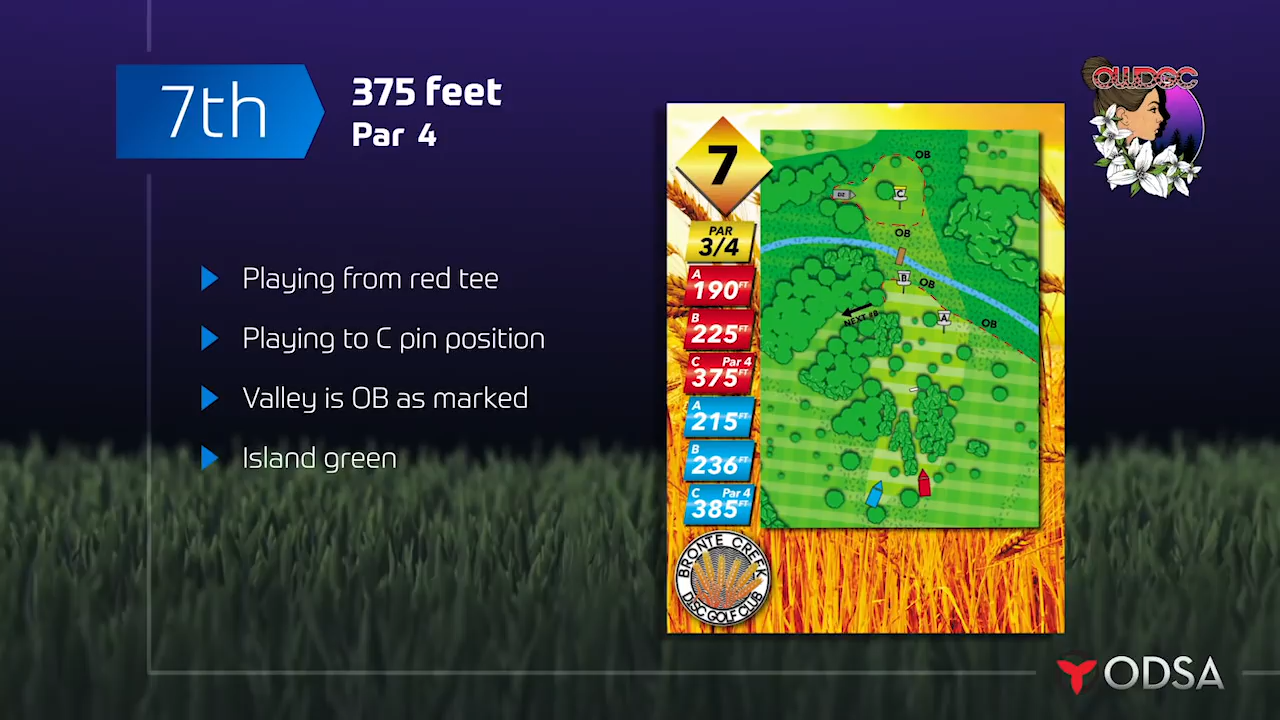 7th
375 feet
Par 4
Playing from red tee
Playing to C pin position
Valley is OB as marked
Island green
OWDGC
7
PAR
3/4
A
190FT
B
225FT
C Par 4
375FT
A
215FT
B
236FT
C Par 4
385FT
OB
DZ
C
OB
B
OB
A
OB
NEXT #8
BRONTE CREEK
DISC GOLF CLUB
ODSA